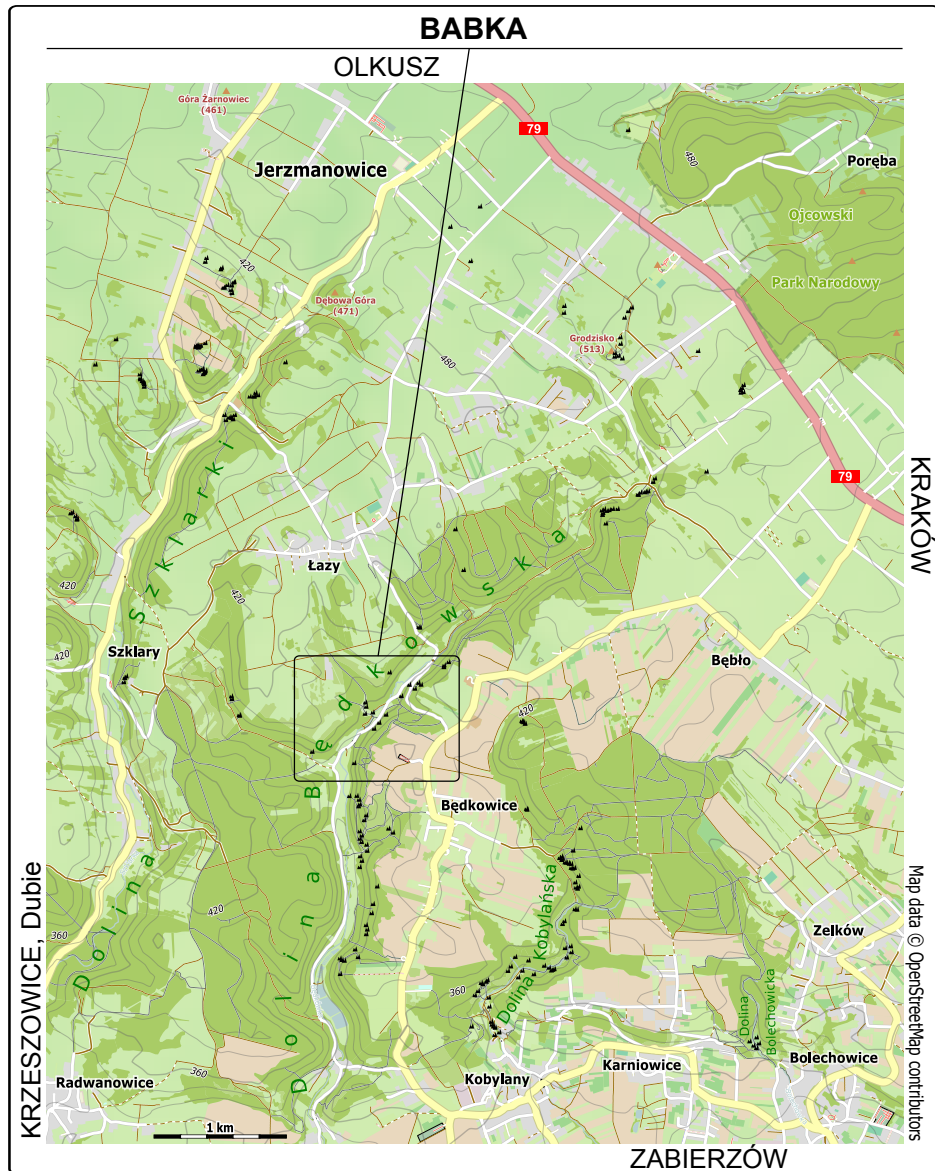 BABKA
OLKUSZ
Góra Żarnowiec
(461)
79
Jerzmanowice
480
Poręba
Ojcowski
Park Narodowy
420
Dębowa Góra
(471)
Grodzisko
(513)
480
79
KRAKÓW
Łazy
420
420
420
Szklary
Bębło
420
Będkowice
Dolina Szklarki
Dolina Będkowska
KRZESZOWICE, Dubie
420
360
Dolina Kobylańska
360
Zelków
Dolina
Bolechowicka
Bolechowice
Karniowice
Kobylany
Radwanowice
360
1 km
ZABIERZÓW
Map data © OpenStreetMap contributors